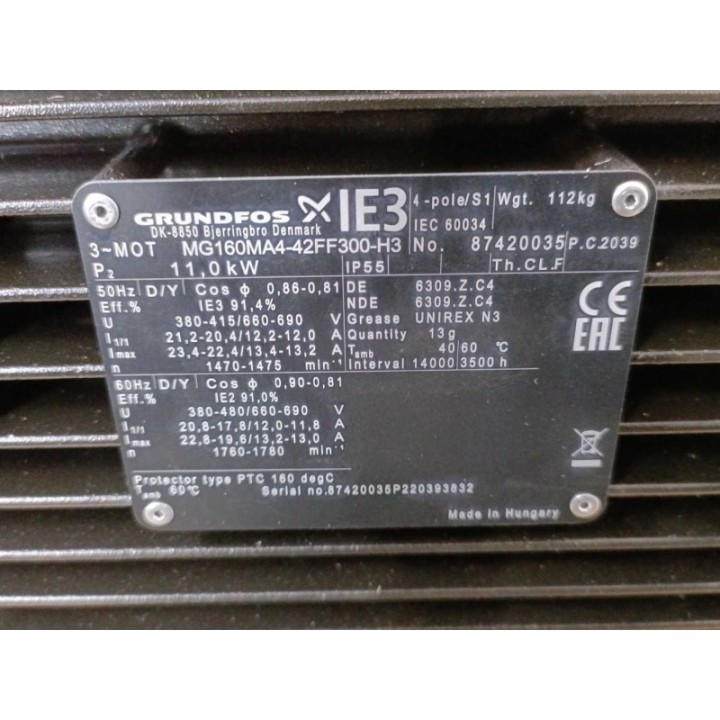 GRUNDFOS IE3 4-pole/S1 Wgt. 112kg
DK-8850 Bjerringbro Denmark IEC 60034
3~MOT MG160MA4-42FF300-H3 No. 87420035 P.C.2039
P2 11,0kW IP55 Th.CL.F
50Hz D/Y Cos ϕ 0,86-0,81 DE 6309.Z.C4
Eff.% IE3 91,4% NDE 6309.Z.C4
U 380-415/660-690 V Grease UNIREX N3
I1/1 21,2-20,4/12,2-12,0 A Quantity 13g
Imax 23,4-22,4/13,4-13,2 A Tamb 40 60 °C
n 1470-1475 min⁻¹ Interval 14000 3500 h
60Hz D/Y Cos ϕ 0,90-0,81
Eff.% IE2 91,0%
U 380-480/660-690 V
I1/1 20,8-17,8/12,0-11,8 A
Imax 22,8-19,6/13,2-13,0 A
n 1760-1780 min⁻¹
Protector type PTC 160 degC
Tamb 60°C Serial no.87420035P220393832
Made in Hungary
CE
EAC